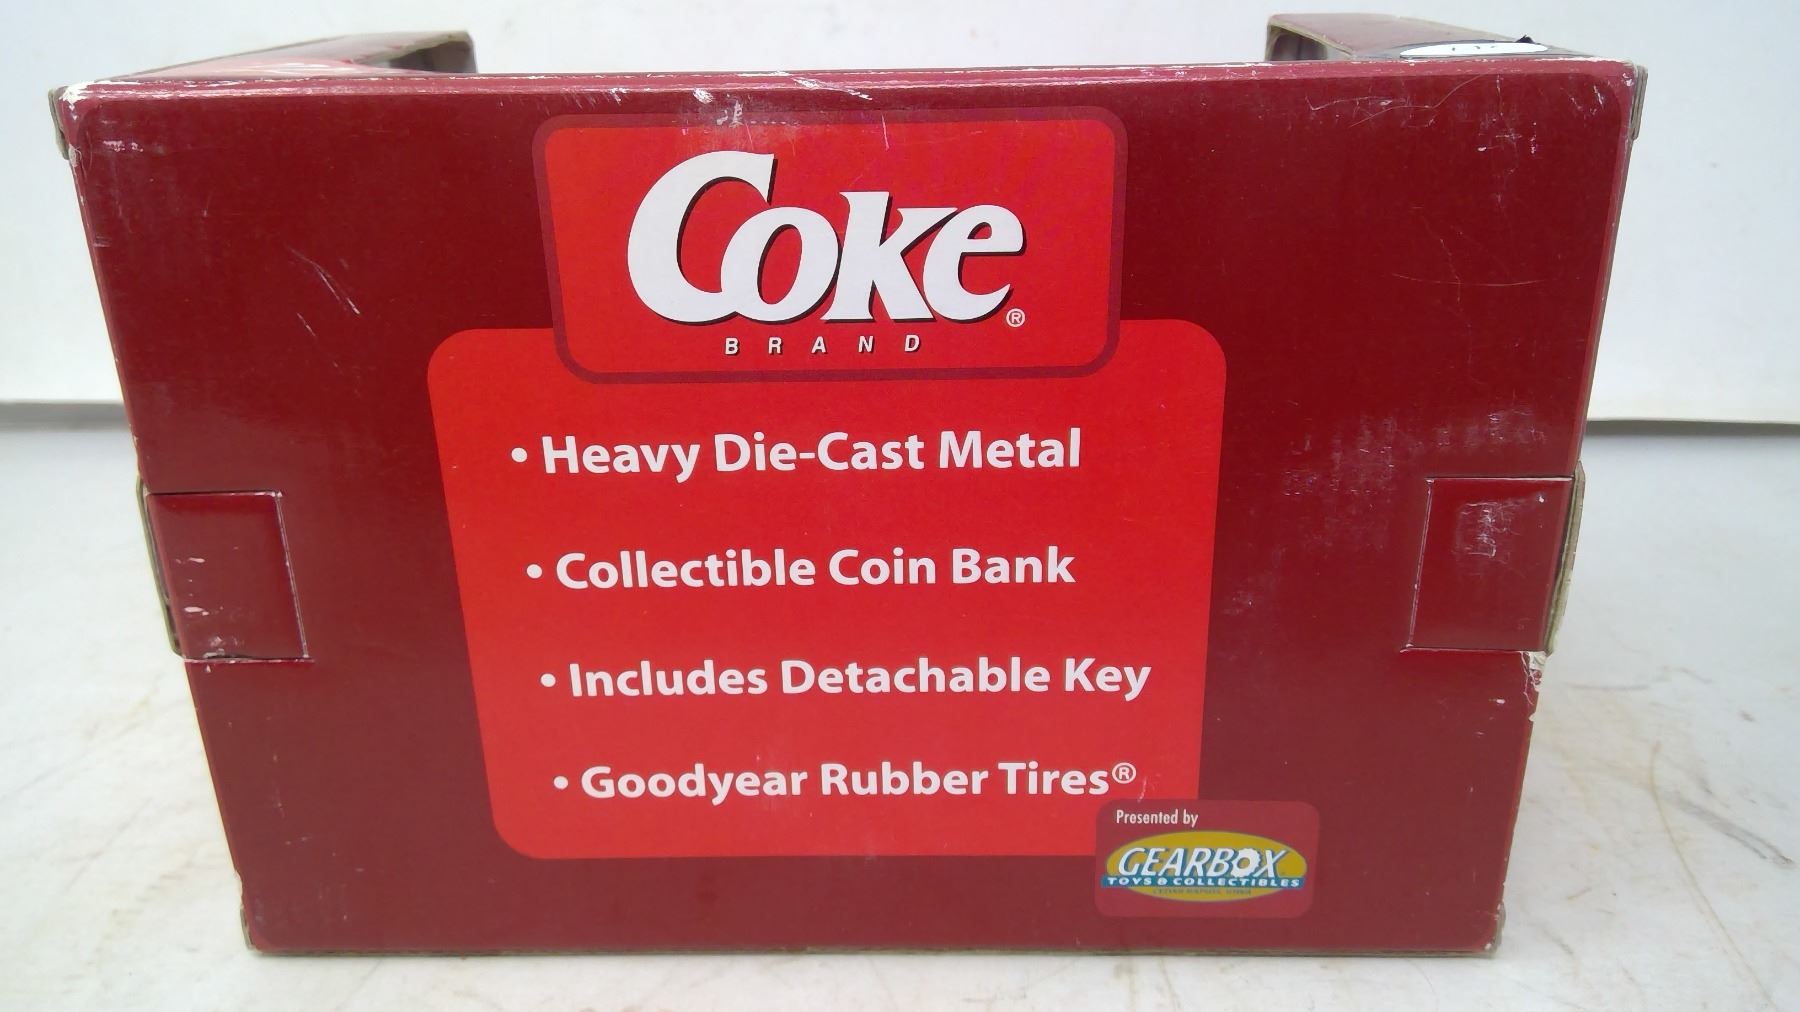 Coke®
BRAND
• Heavy Die-Cast Metal
• Collectible Coin Bank
• Includes Detachable Key
• Goodyear Rubber Tires®
Presented by
GEARBOX
TOYS & COLLECTIBLES